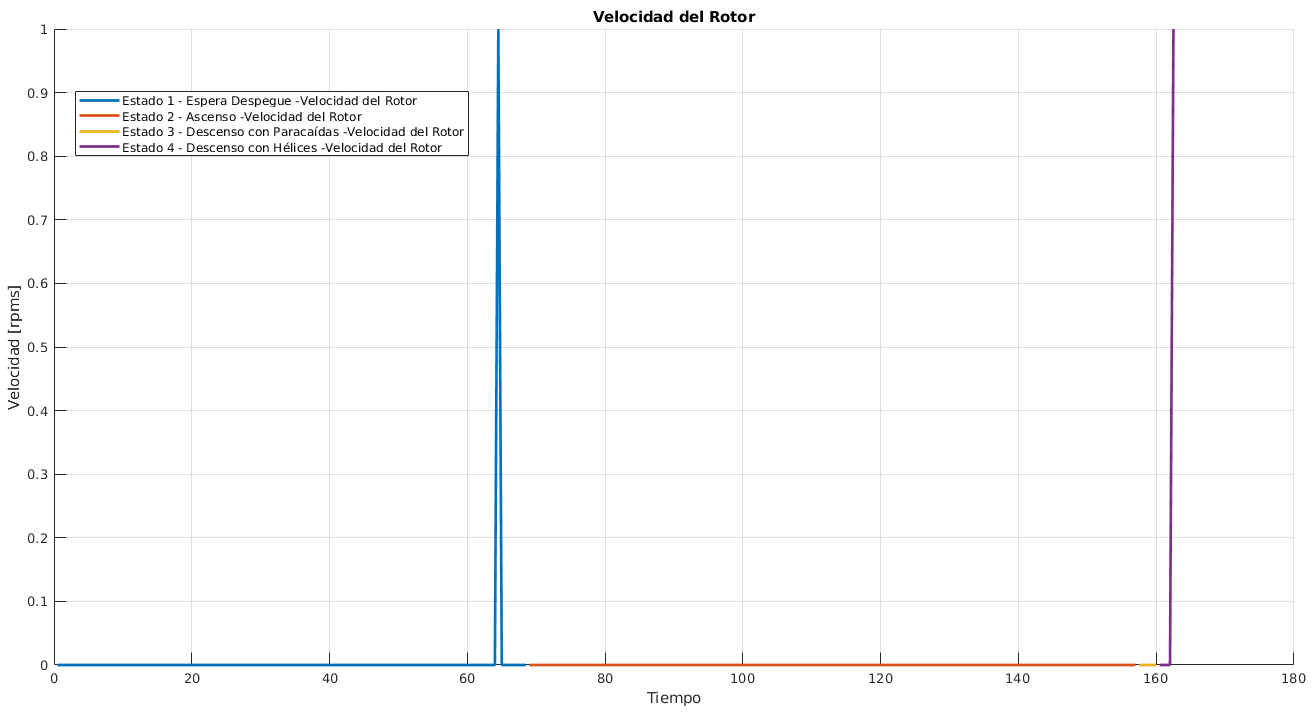 Velocidad del Rotor
1
0.9
0.8
0.7
0.6
0.5
0.4
0.3
0.2
0.1
0
Velocidad [rpms]
Estado 1 - Espera Despegue -Velocidad del Rotor
Estado 2 - Ascenso -Velocidad del Rotor
Estado 3 - Descenso con Paracaídas -Velocidad del Rotor
Estado 4 - Descenso con Hélices -Velocidad del Rotor
0 20 40 60 80 100 120 140 160 180
Tiempo